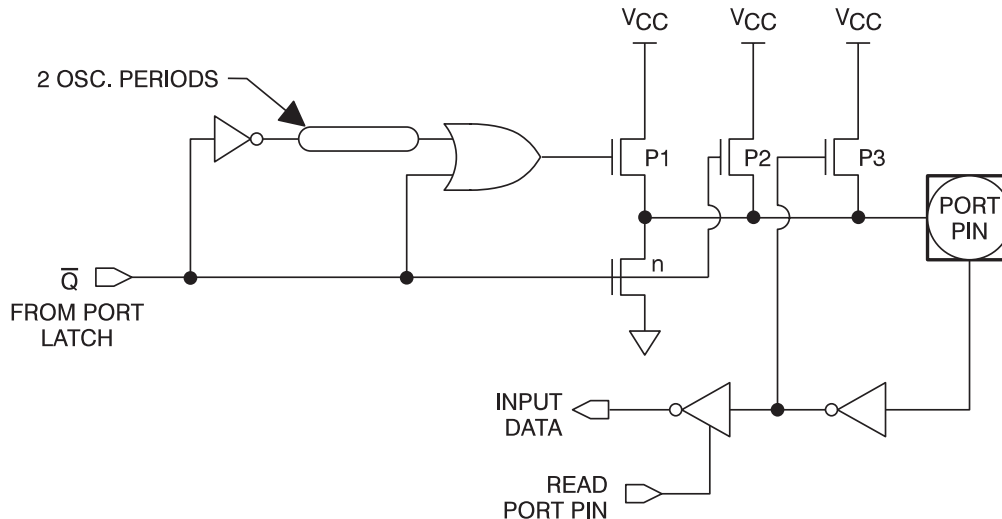 VCC
VCC
VCC
2 OSC. PERIODS
P1
P2
P3
PORT
PIN
n
Q̅
FROM PORT
LATCH
INPUT
DATA
READ
PORT PIN